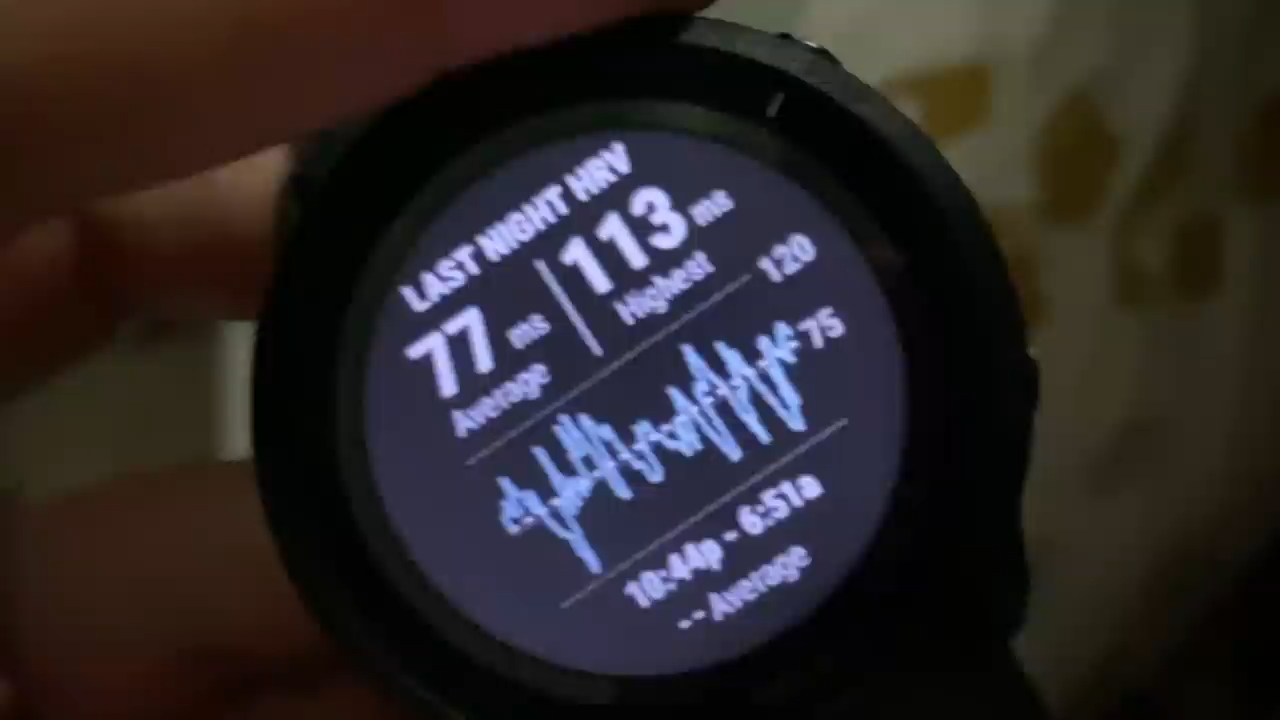 LAST NIGHT HRV
77 ms | 113 ms
Average Highest
120
75
10:44p - 6:51a
-- Average